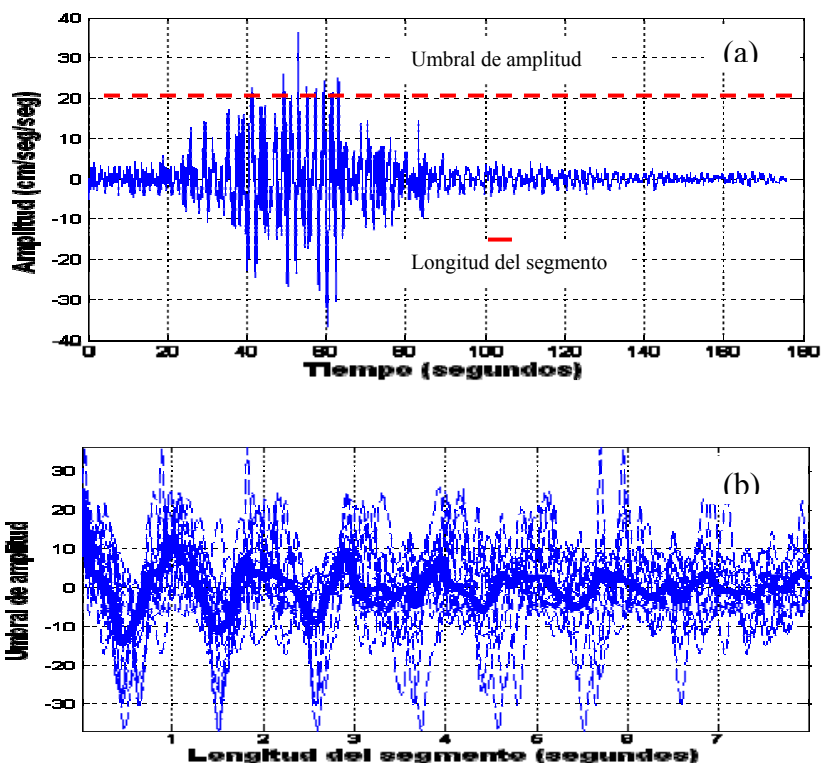 40
30
20
10
0
-10
-20
-30
-40
Amplitud (cm/seg/seg)
Umbral de amplitud
(a)
Longitud del segmento
0 20 40 60 80 100 120 140 160 180
Tiempo (segundos)
30
20
10
0
-10
-20
-30
Umbral de amplitud
(b)
1 2 3 4 5 6 7
Longitud del segmento (segundos)